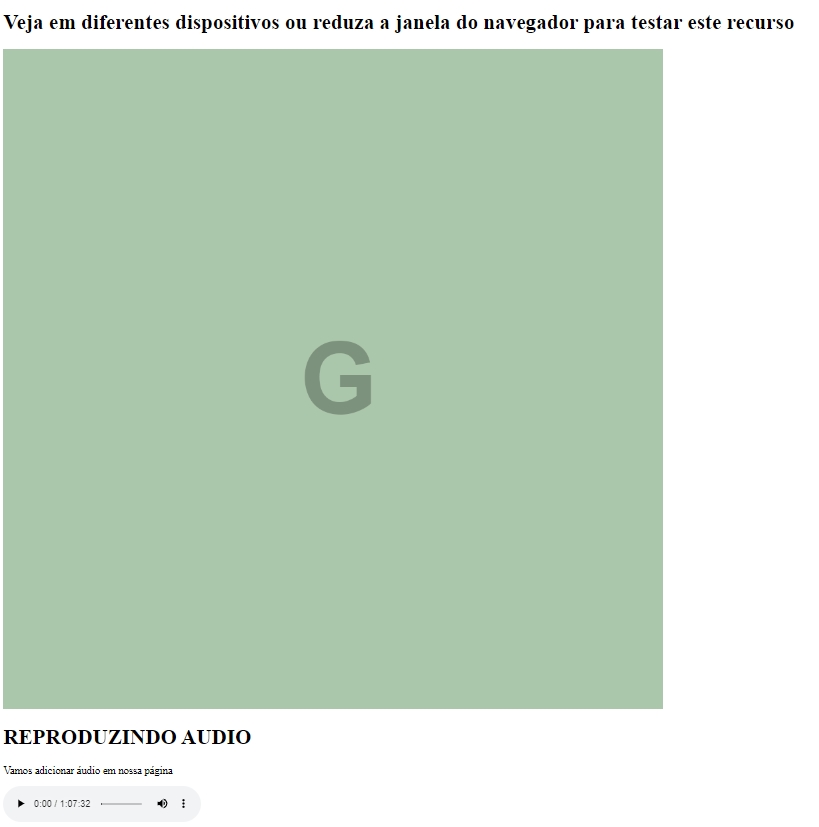 Veja em diferentes dispositivos ou reduza a janela do navegador para testar este recurso
G
REPRODUZINDO AUDIO
Vamos adicionar áudio em nossa página
0:00 / 1:07:32